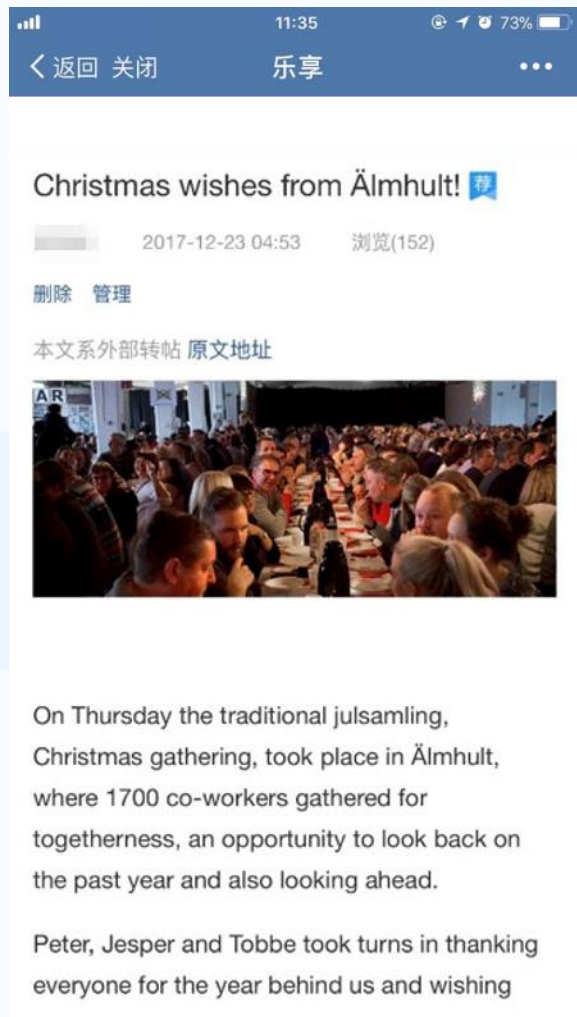 11:35
73%
返回 关闭 乐享
Christmas wishes from Älmhult! 荐
2017-12-23 04:53 浏览(152)
删除 管理
本文系外部转帖 原文地址
AR
On Thursday the traditional julsamling,
Christmas gathering, took place in Älmhult,
where 1700 co-workers gathered for
togetherness, an opportunity to look back on
the past year and also looking ahead.
Peter, Jesper and Tobbe took turns in thanking
everyone for the year behind us and wishing